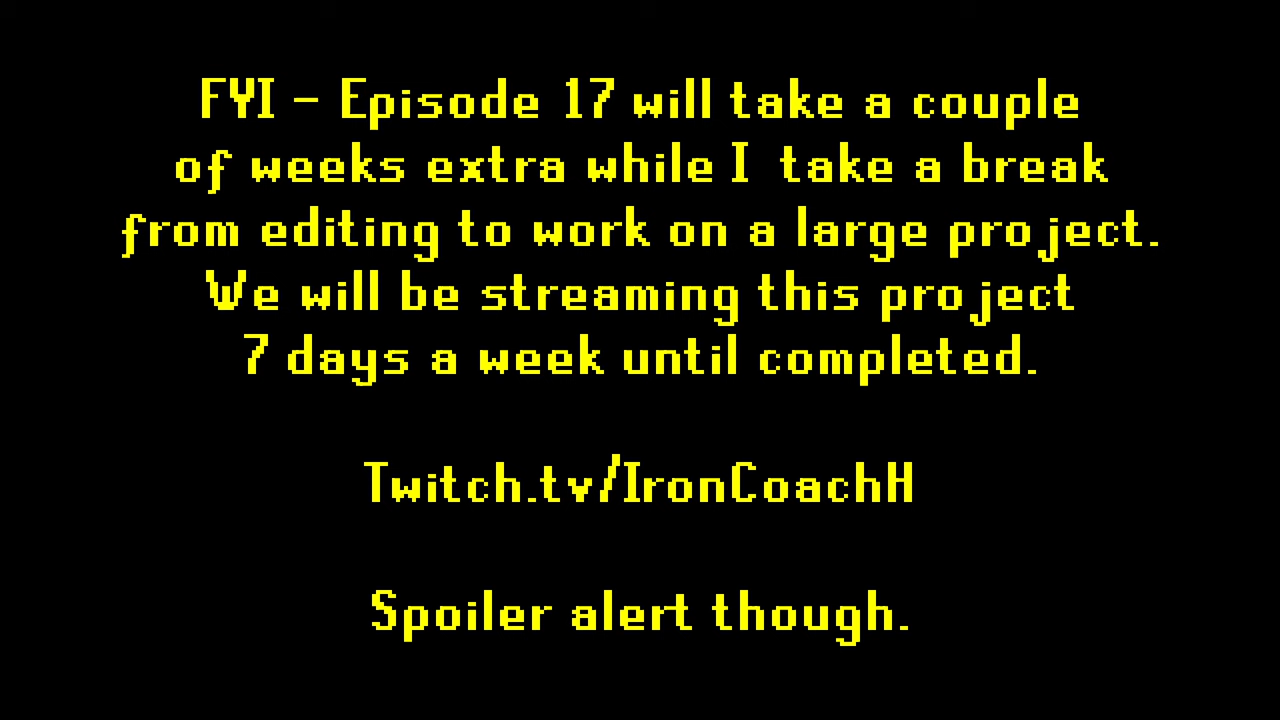 FYI - Episode 17 will take a couple
of weeks extra while I take a break
from editing to work on a large project.
We will be streaming this project
7 days a week until completed.
Twitch.tv/IronCoachH
Spoiler alert though.